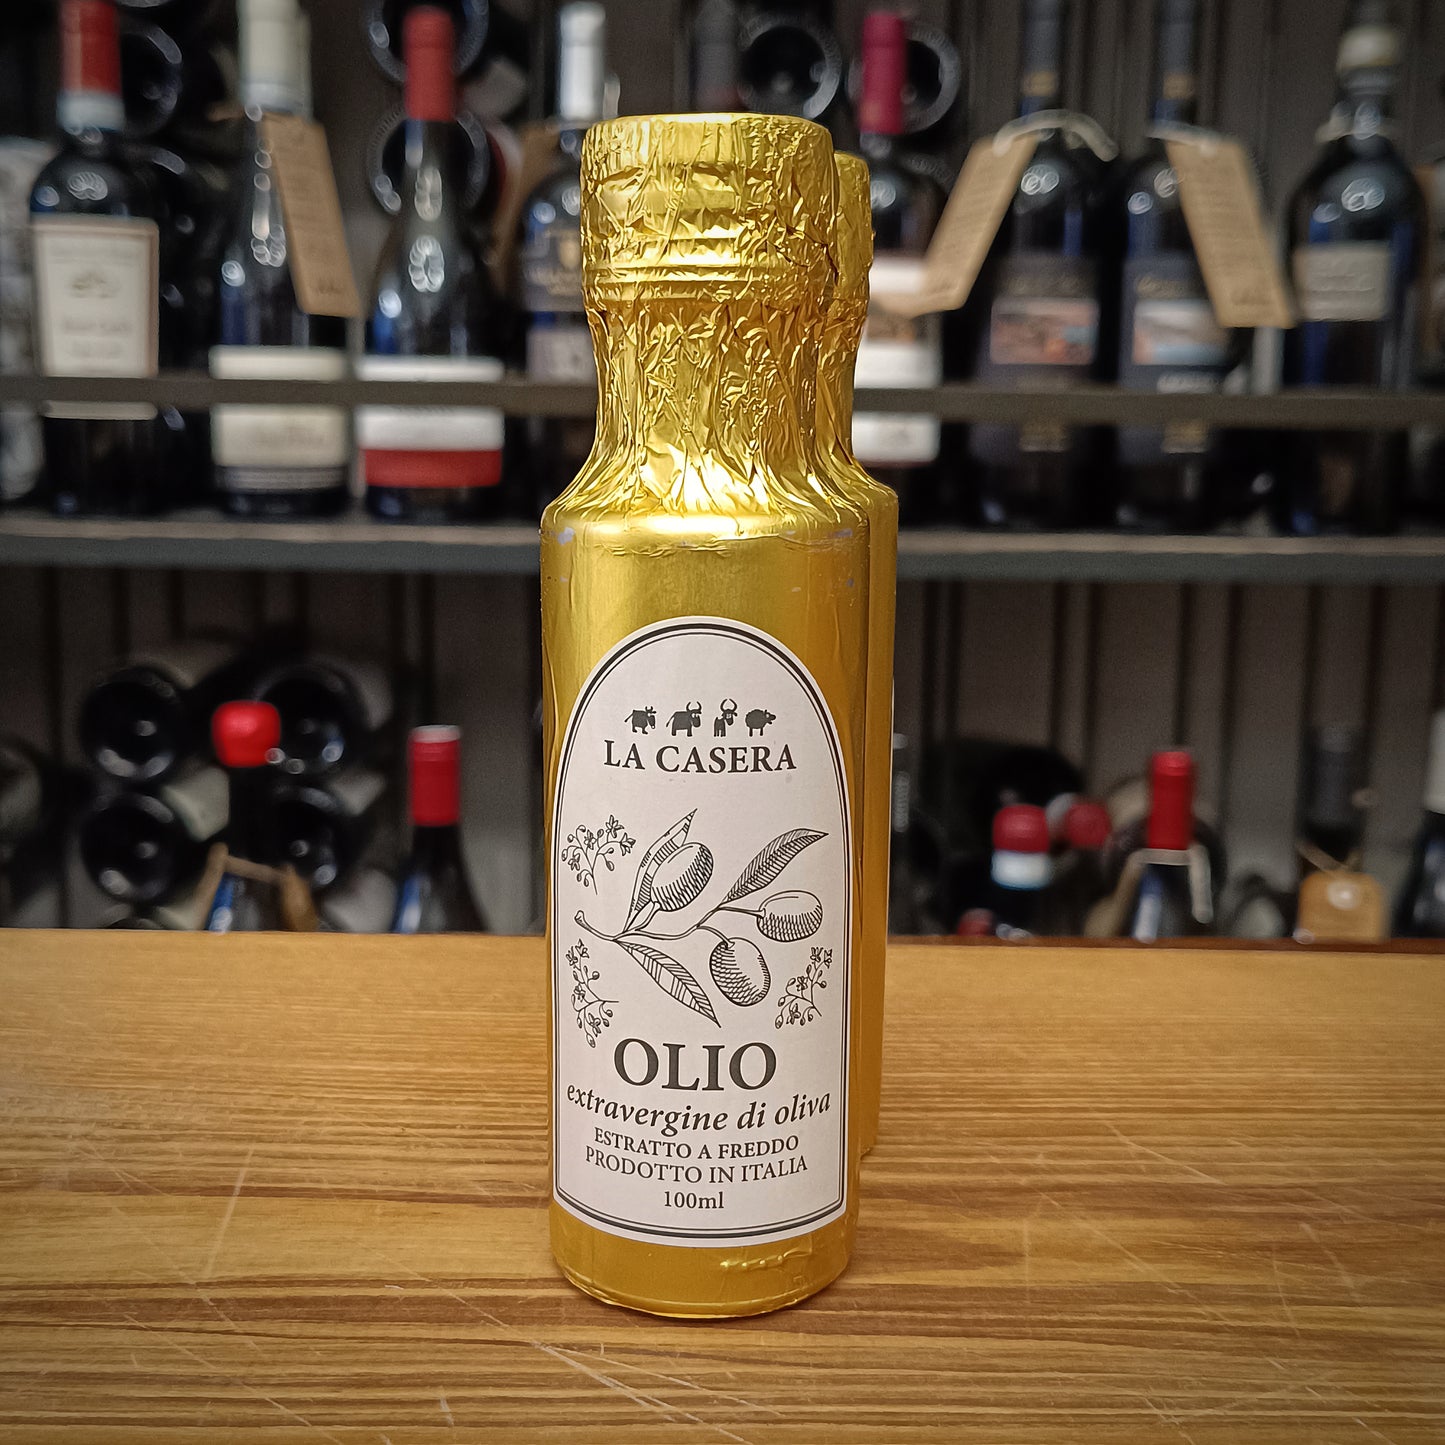 LA CASERA
OLIO
extravergine di oliva
ESTRATTO A FREDDO
PRODOTTO IN ITALIA
100ml